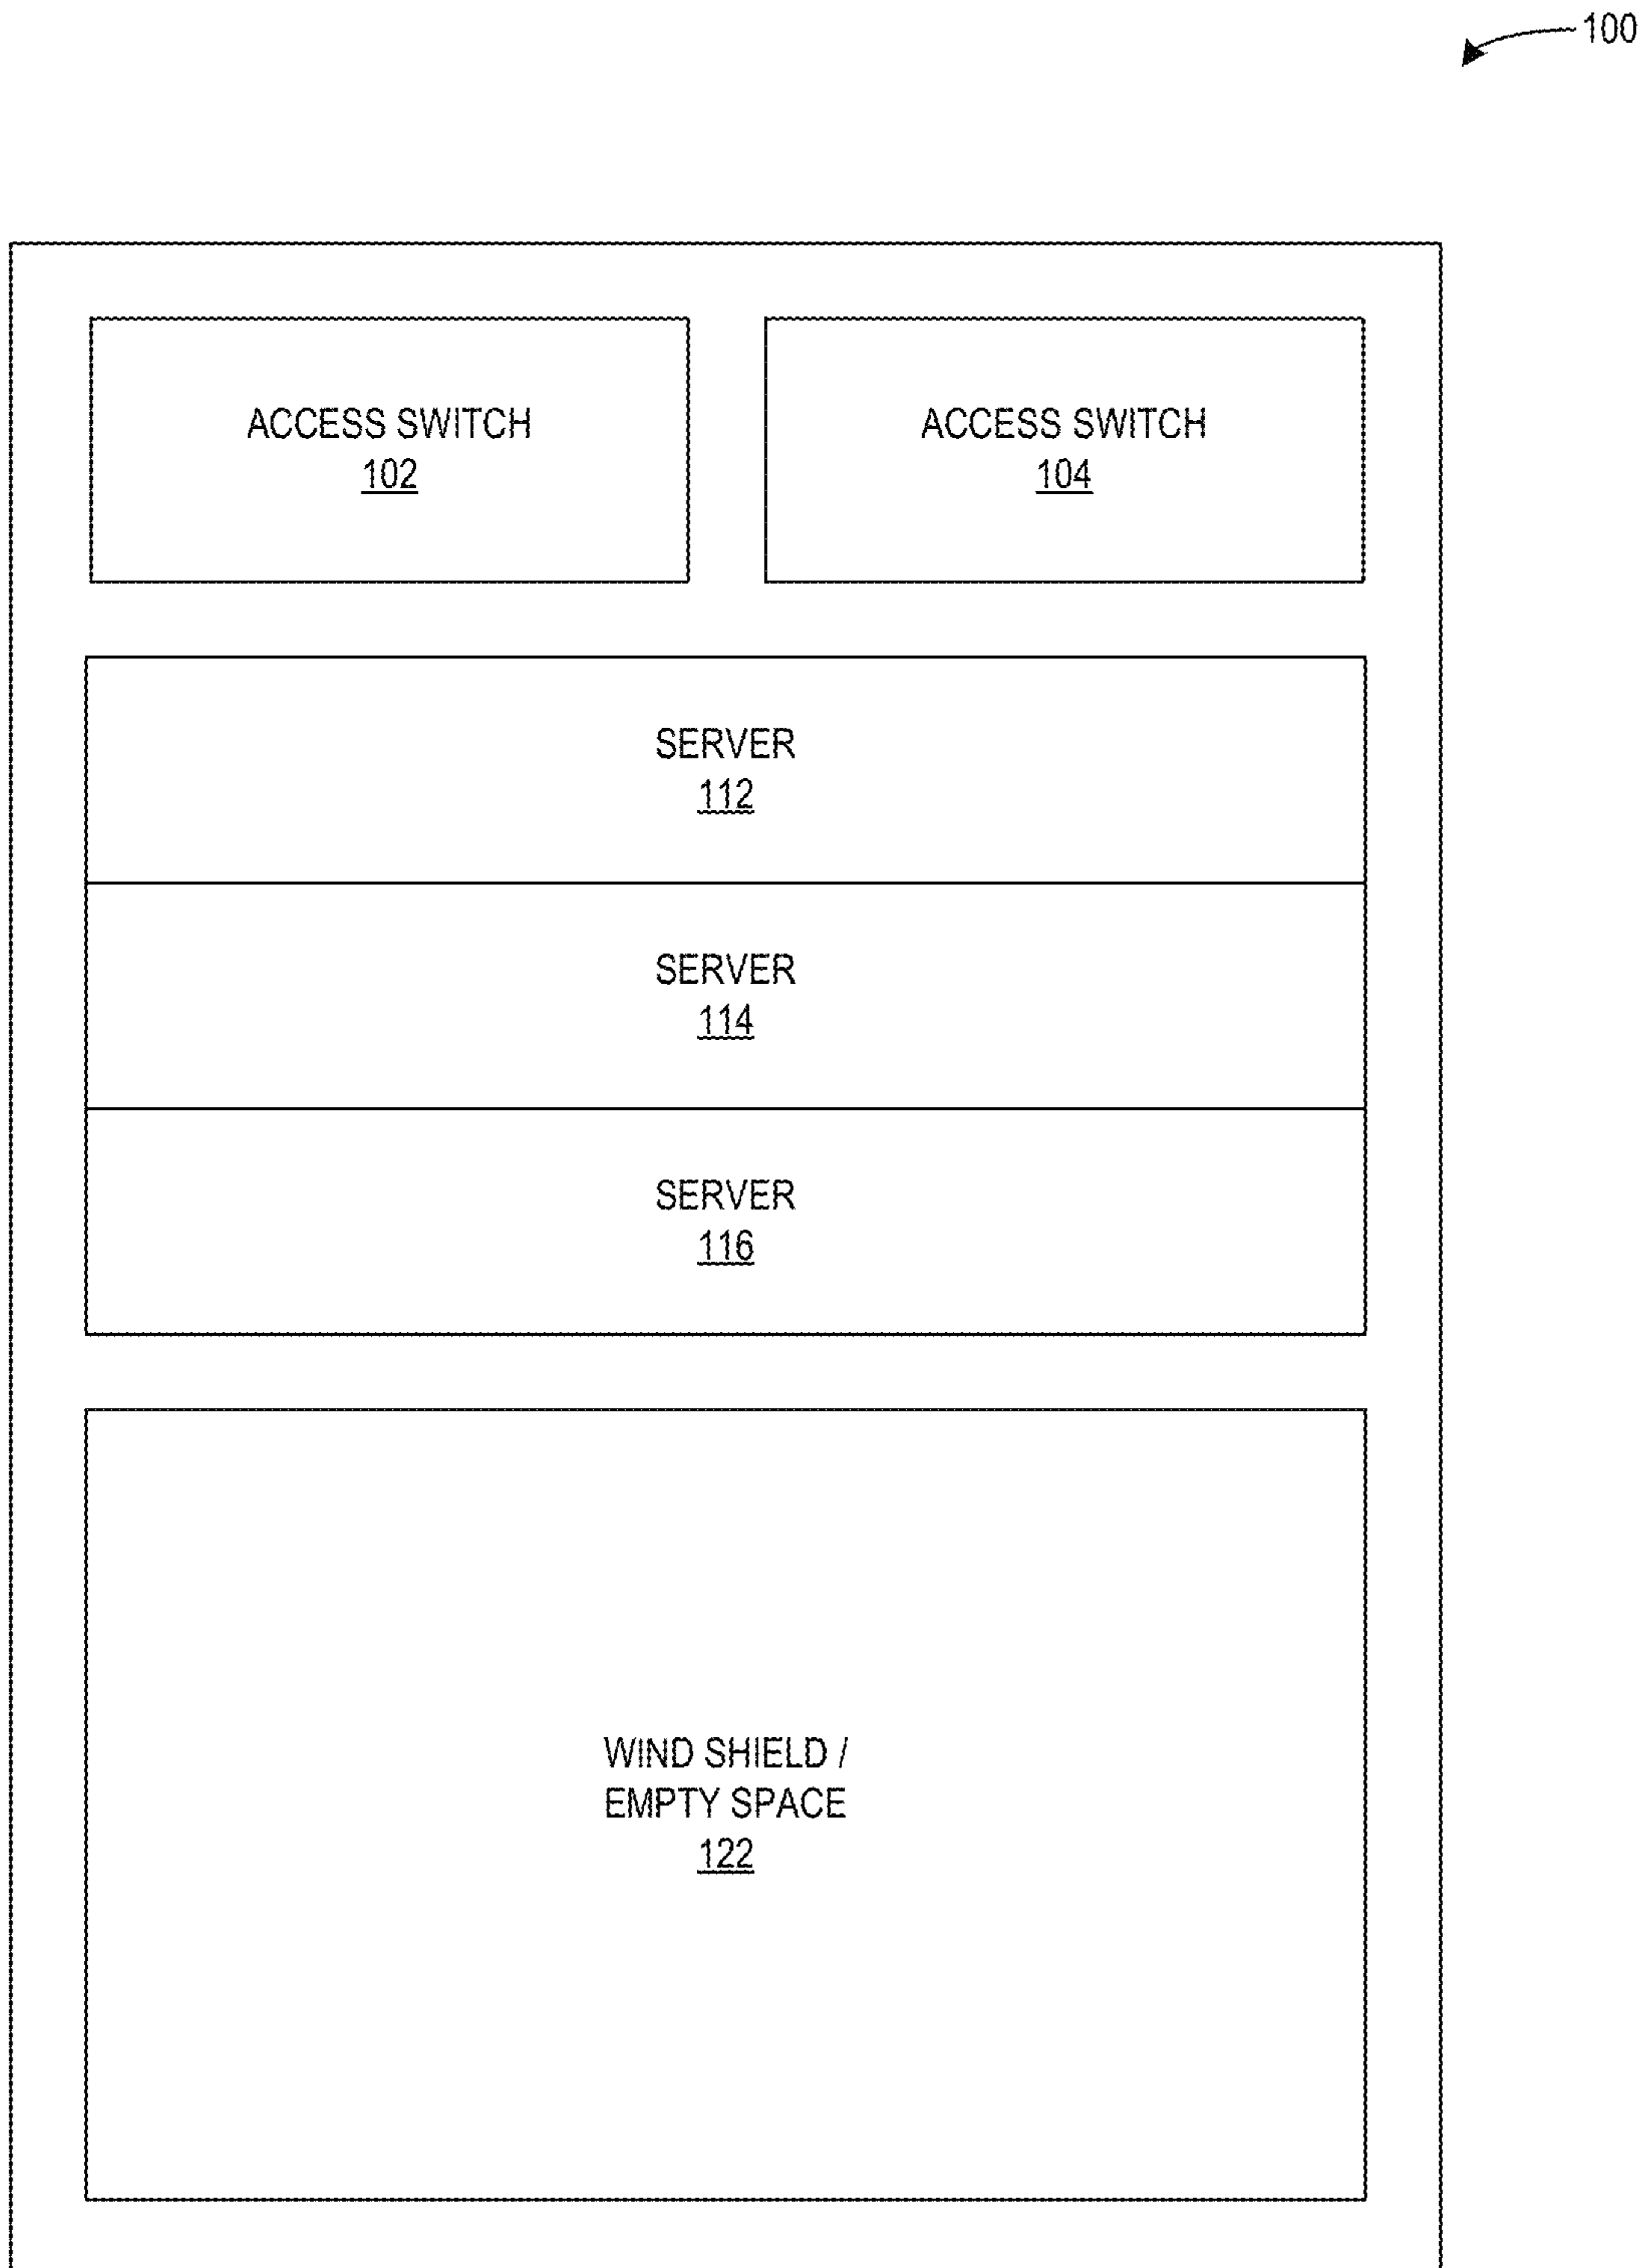 100
ACCESS SWITCH
102
ACCESS SWITCH
104
SERVER
112
SERVER
114
SERVER
116
WIND SHIELD /
EMPTY SPACE
122